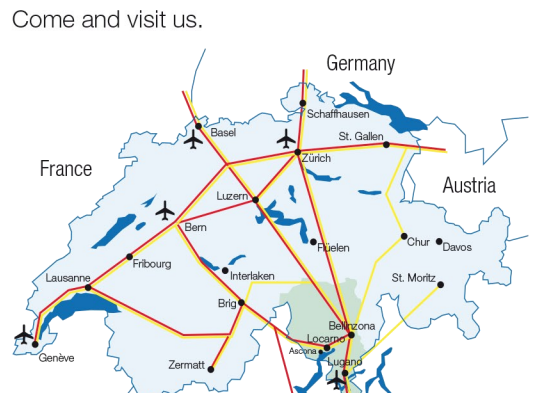 Come and visit us.
Germany
Schaffhausen
Basel
St. Gallen
Zürich
France
Austria
Luzern
Bern
Flüelen
Chur
Davos
Fribourg
Lausanne
Interlaken
St. Moritz
Brig
Bellinzona
Locarno
Ascona
Genève
Zermatt
Lugano